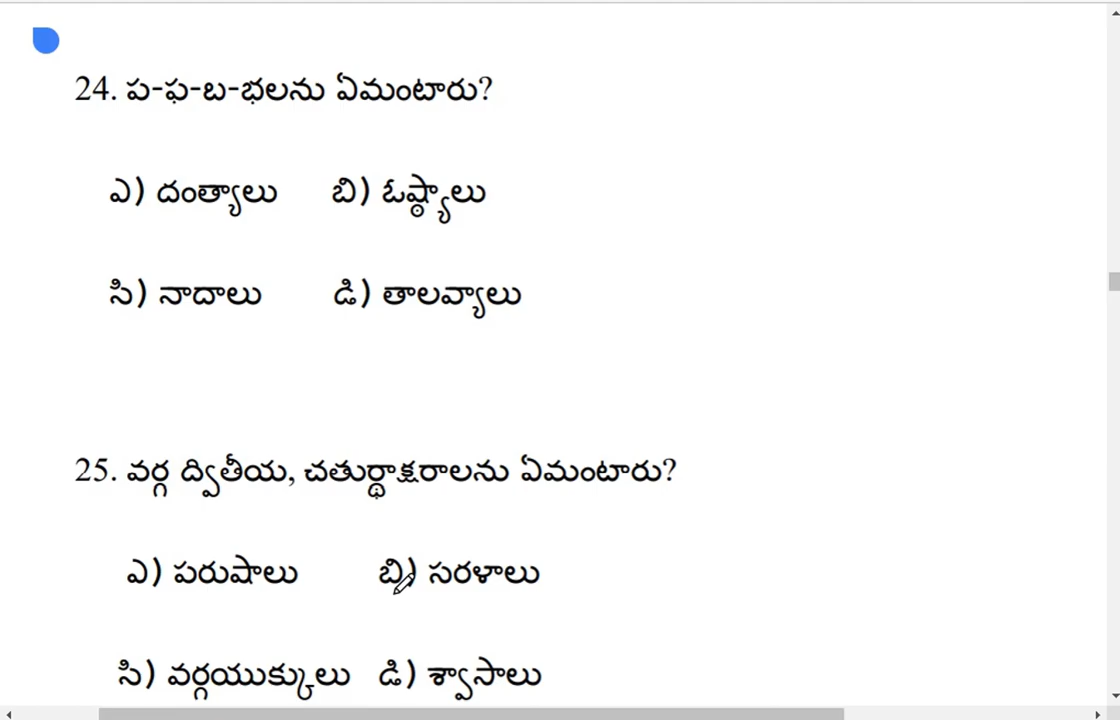 24. ప-ఫ-బ-భలను ఏమంటారు?
ఎ) దంత్యాలు బి) ఓష్ఠ్యాలు
సి) నాదాలు డి) తాలవ్యాలు
25. వర్గ ద్వితీయ, చతుర్థాక్షరాలను ఏమంటారు?
ఎ) పరుషాలు బి) సరళాలు
సి) వర్గయుక్కులు డి) శ్వాసాలు